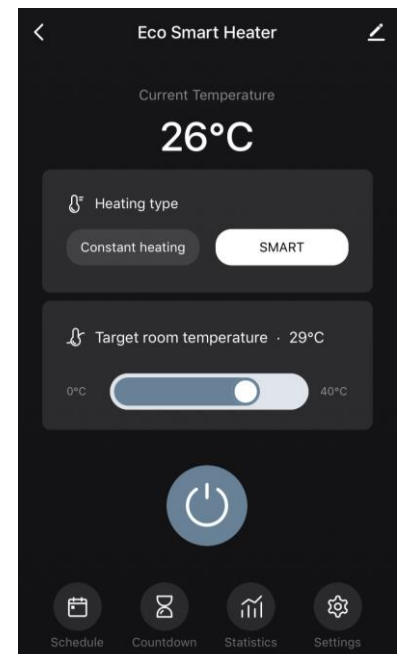 Eco Smart Heater
Current Temperature
26°C
Heating type
Constant heating SMART
Target room temperature · 29°C
0°C 40°C
Schedule Countdown Statistics Settings